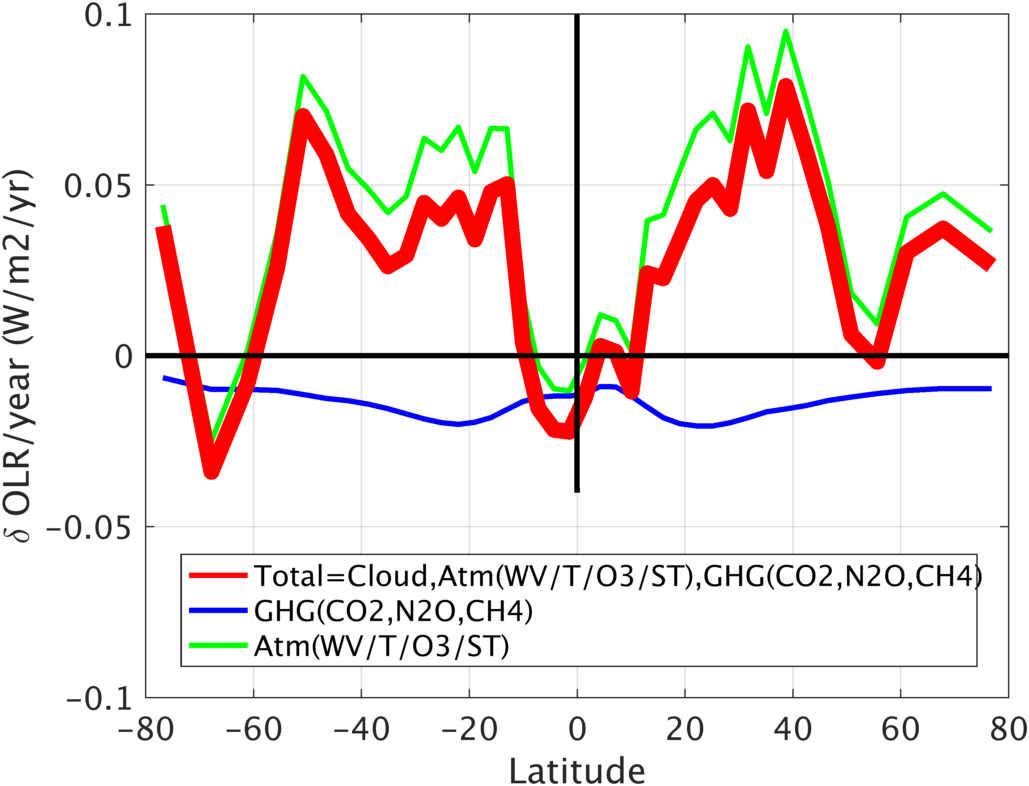 0.1
0.05
0
−0.05
−0.1
δ OLR/year (W/m2/yr)
Total=Cloud,Atm(WV/T/O3/ST),GHG(CO2,N2O,CH4)
GHG(CO2,N2O,CH4)
Atm(WV/T/O3/ST)
−80 −60 −40 −20 0 20 40 60 80
Latitude